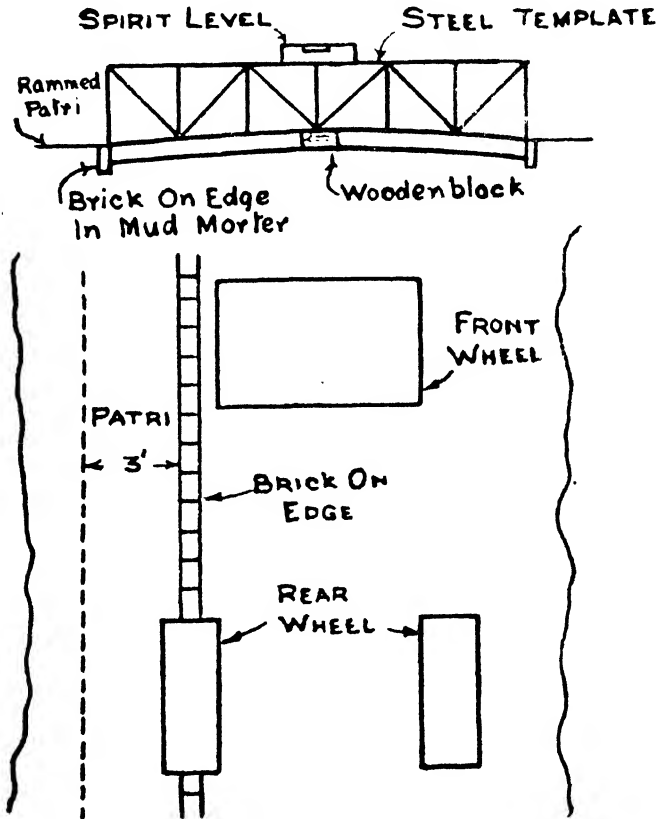 SPIRIT LEVEL
STEEL TEMPLATE
Rammed
Patri
Brick On Edge
In Mud Morter
Woodenblock
FRONT
WHEEL
PATRI
3'
BRICK ON
EDGE
REAR
WHEEL